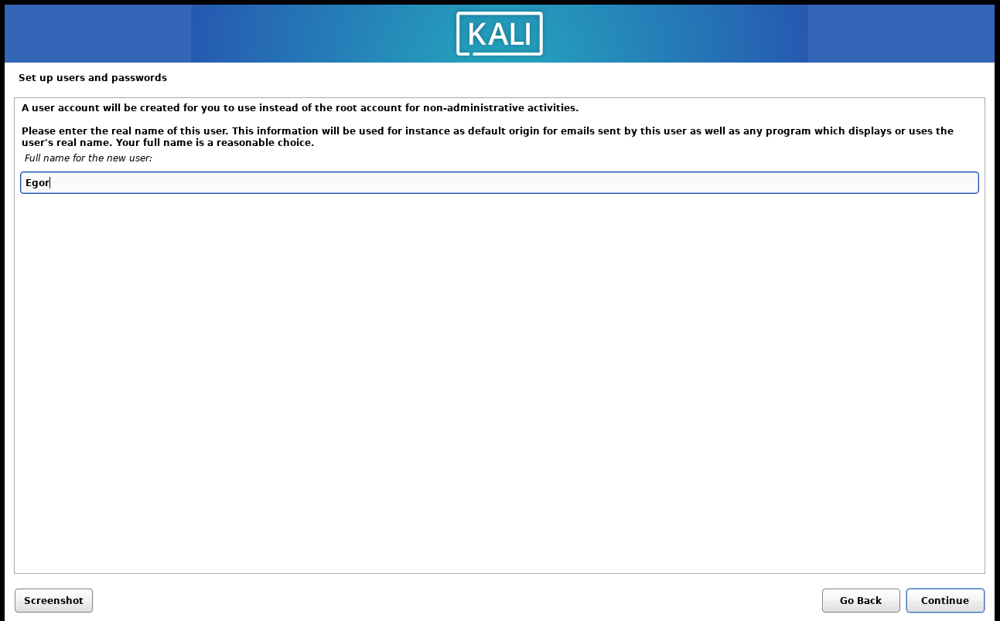 KALI
Set up users and passwords
A user account will be created for you to use instead of the root account for non-administrative activities.
Please enter the real name of this user. This information will be used for instance as default origin for emails sent by this user as well as any program which displays or uses the
user's real name. Your full name is a reasonable choice.
Full name for the new user:
Egor
Screenshot
Go Back
Continue